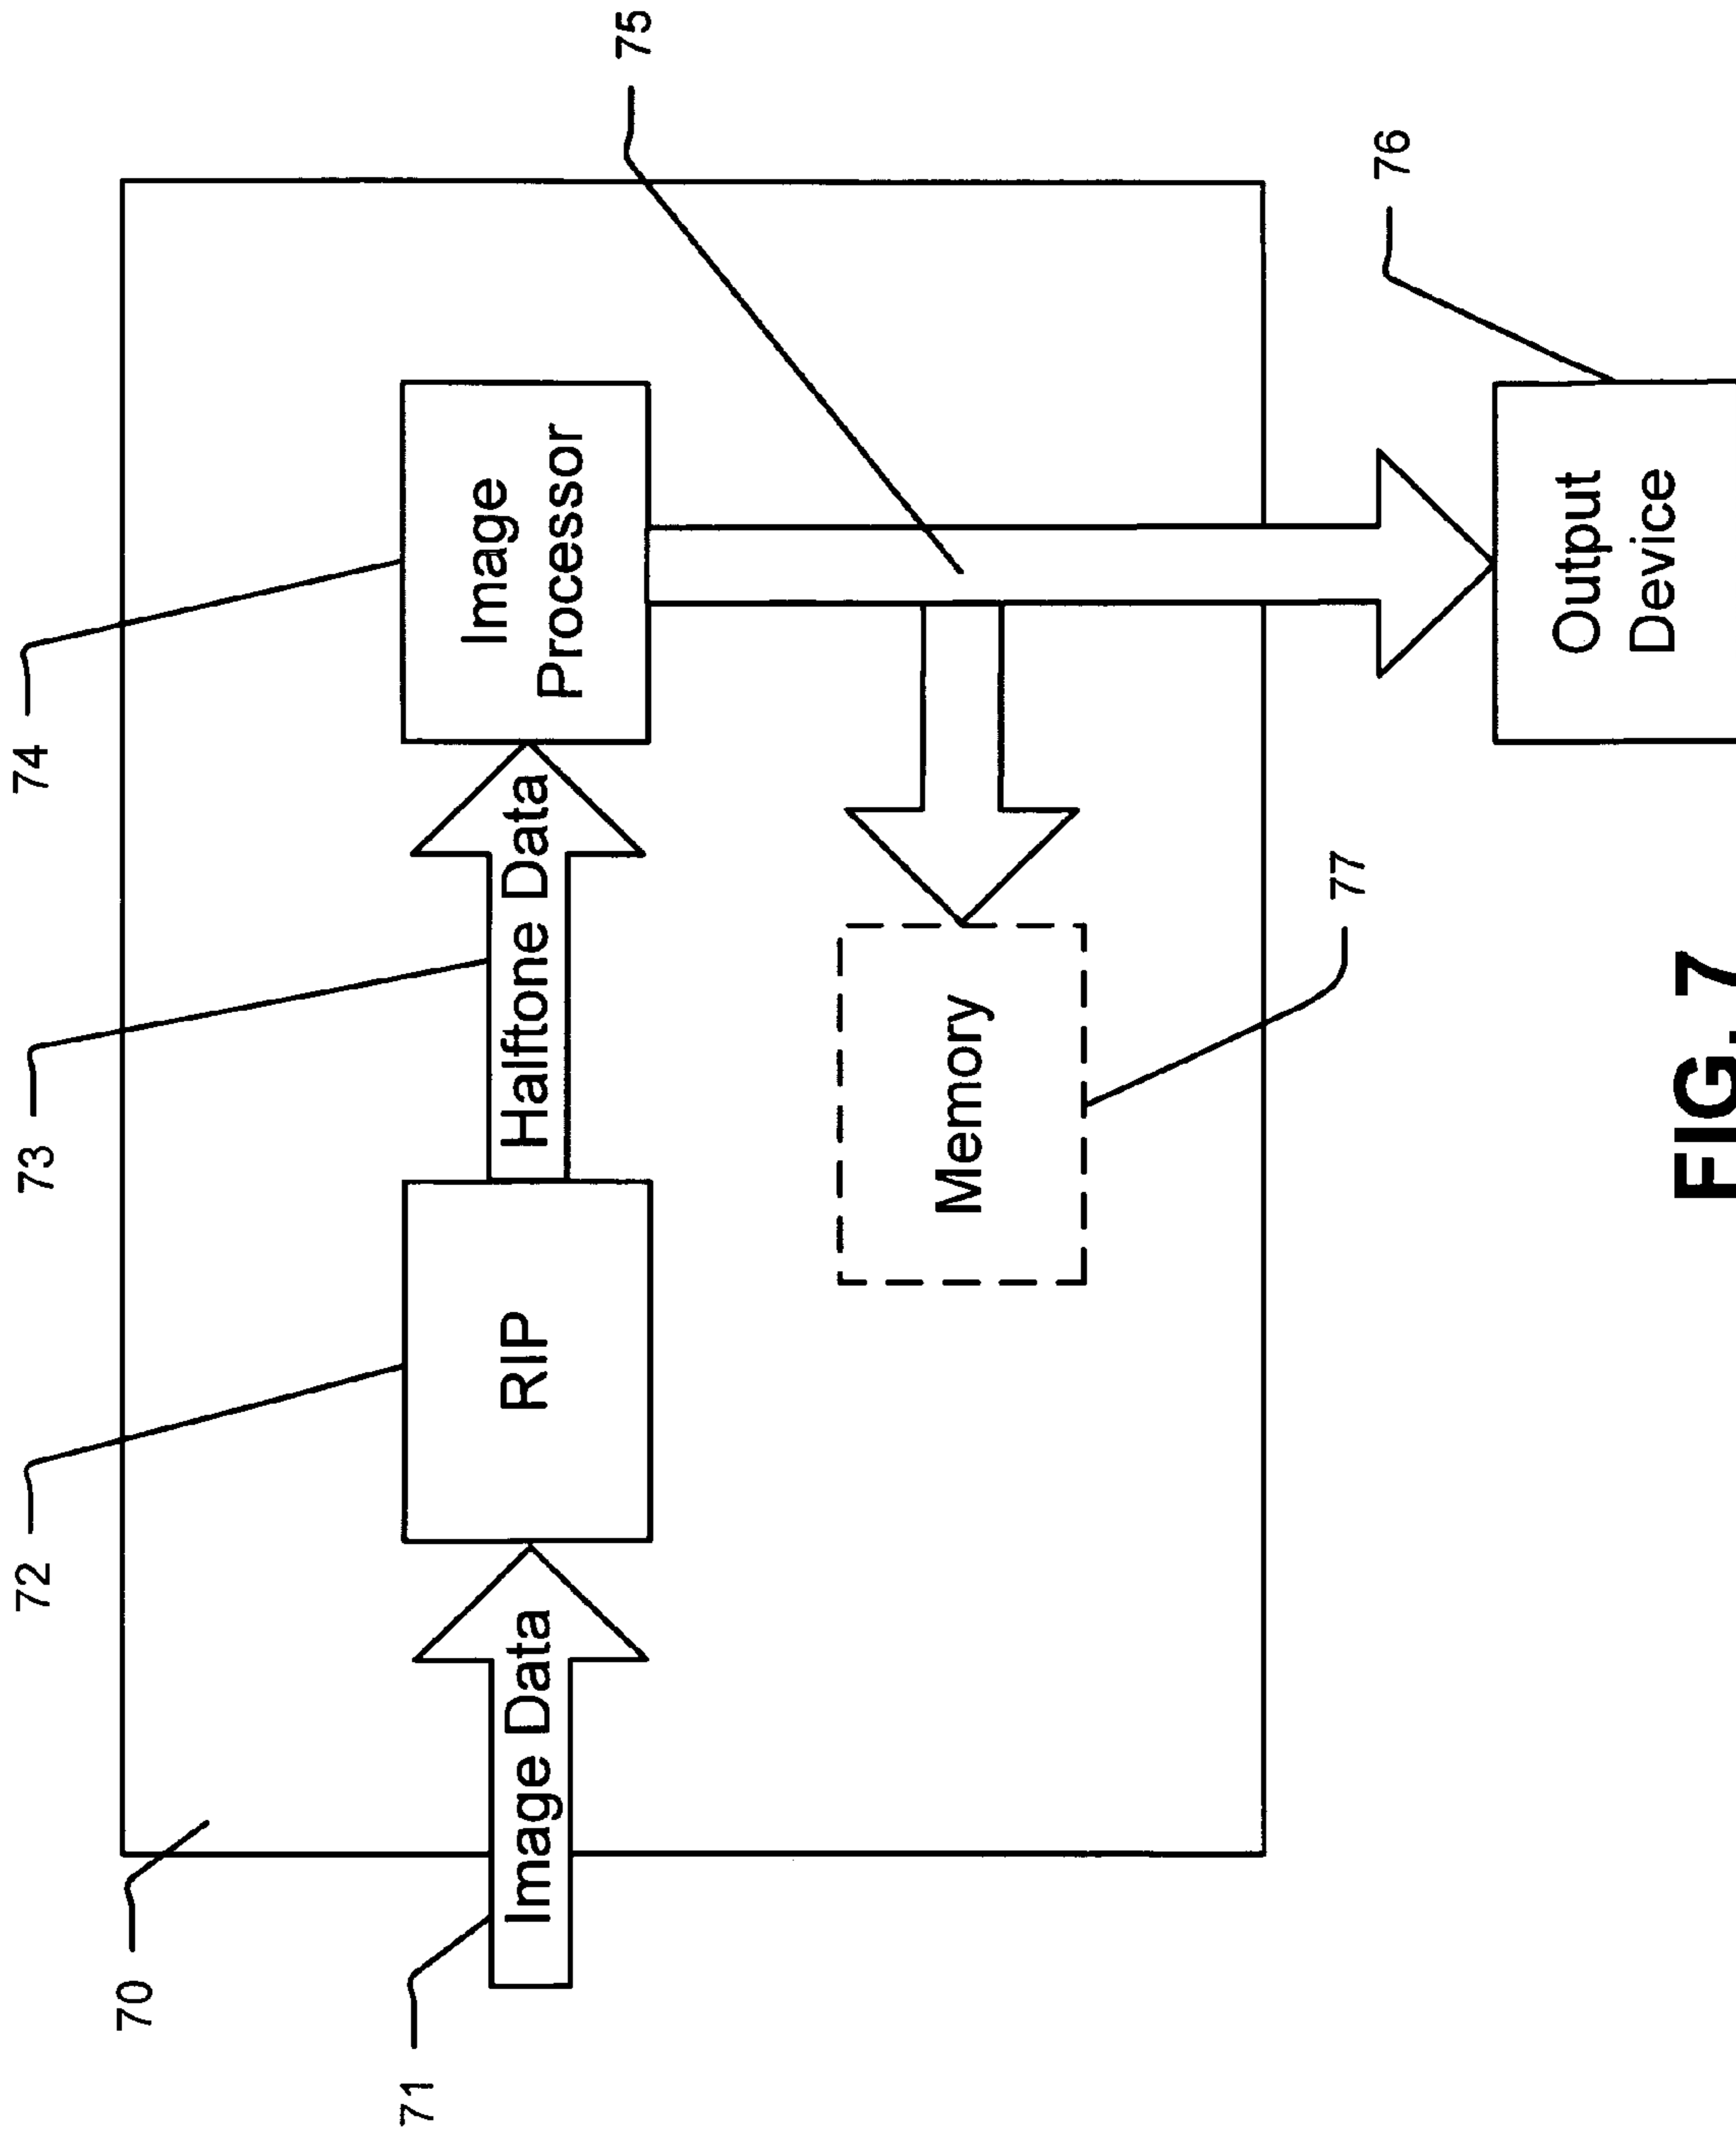 70
71
72
73
74
75
76
77
Image Data
RIP
Halftone Data
Image
Processor
Memory
Output
Device
FIG. 7